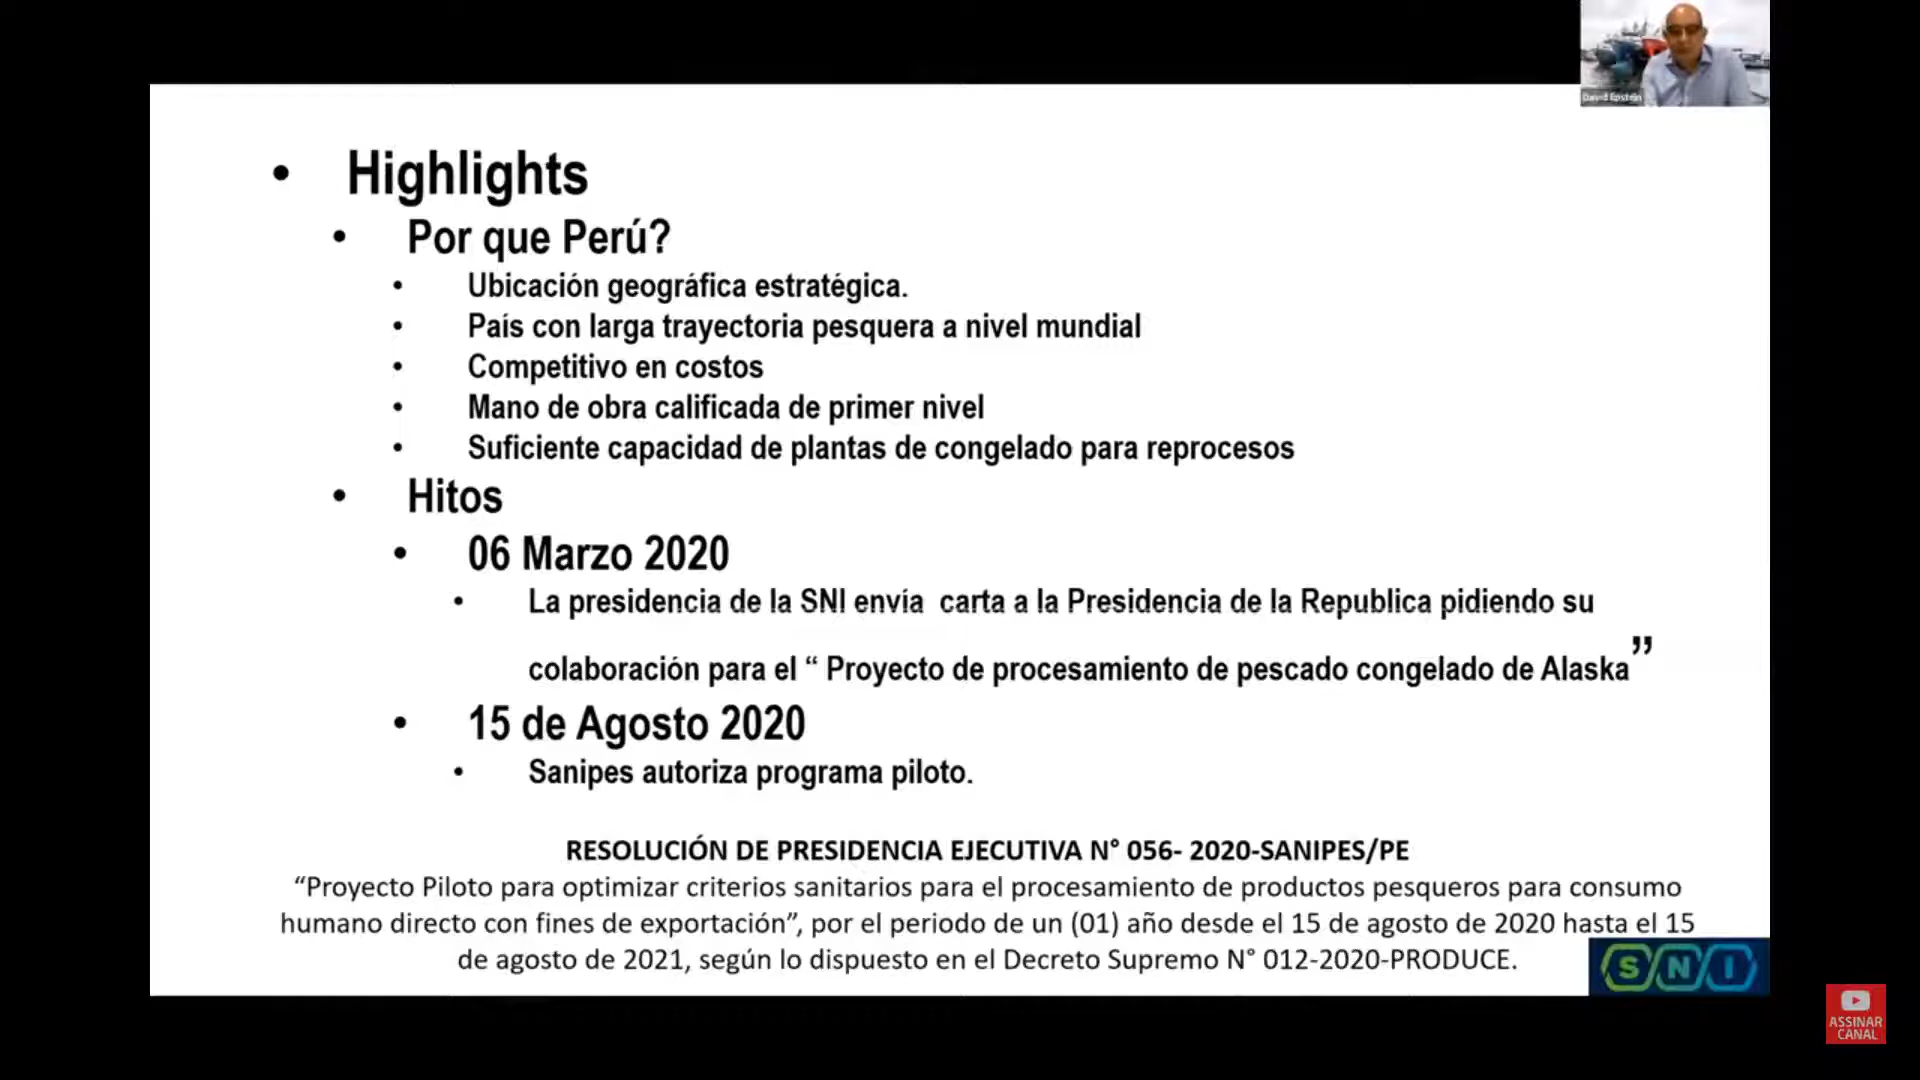 David Epstein
• Highlights
• Por que Perú?
• Ubicación geográfica estratégica.
• País con larga trayectoria pesquera a nivel mundial
• Competitivo en costos
• Mano de obra calificada de primer nivel
• Suficiente capacidad de plantas de congelado para reprocesos
• Hitos
• 06 Marzo 2020
• La presidencia de la SNI envía carta a la Presidencia de la Republica pidiendo su
colaboración para el “ Proyecto de procesamiento de pescado congelado de Alaska”
• 15 de Agosto 2020
• Sanipes autoriza programa piloto.
RESOLUCIÓN DE PRESIDENCIA EJECUTIVA N° 056- 2020-SANIPES/PE
“Proyecto Piloto para optimizar criterios sanitarios para el procesamiento de productos pesqueros para consumo
humano directo con fines de exportación”, por el periodo de un (01) año desde el 15 de agosto de 2020 hasta el 15
de agosto de 2021, según lo dispuesto en el Decreto Supremo N° 012-2020-PRODUCE.
SNI
ASSINAR
CANAL